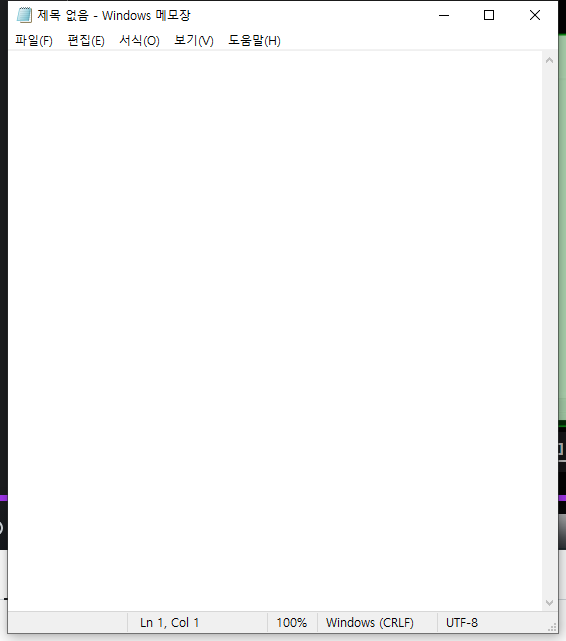 제목 없음 - Windows 메모장
파일(F) 편집(E) 서식(O) 보기(V) 도움말(H)
Ln 1, Col 1 100% Windows (CRLF) UTF-8